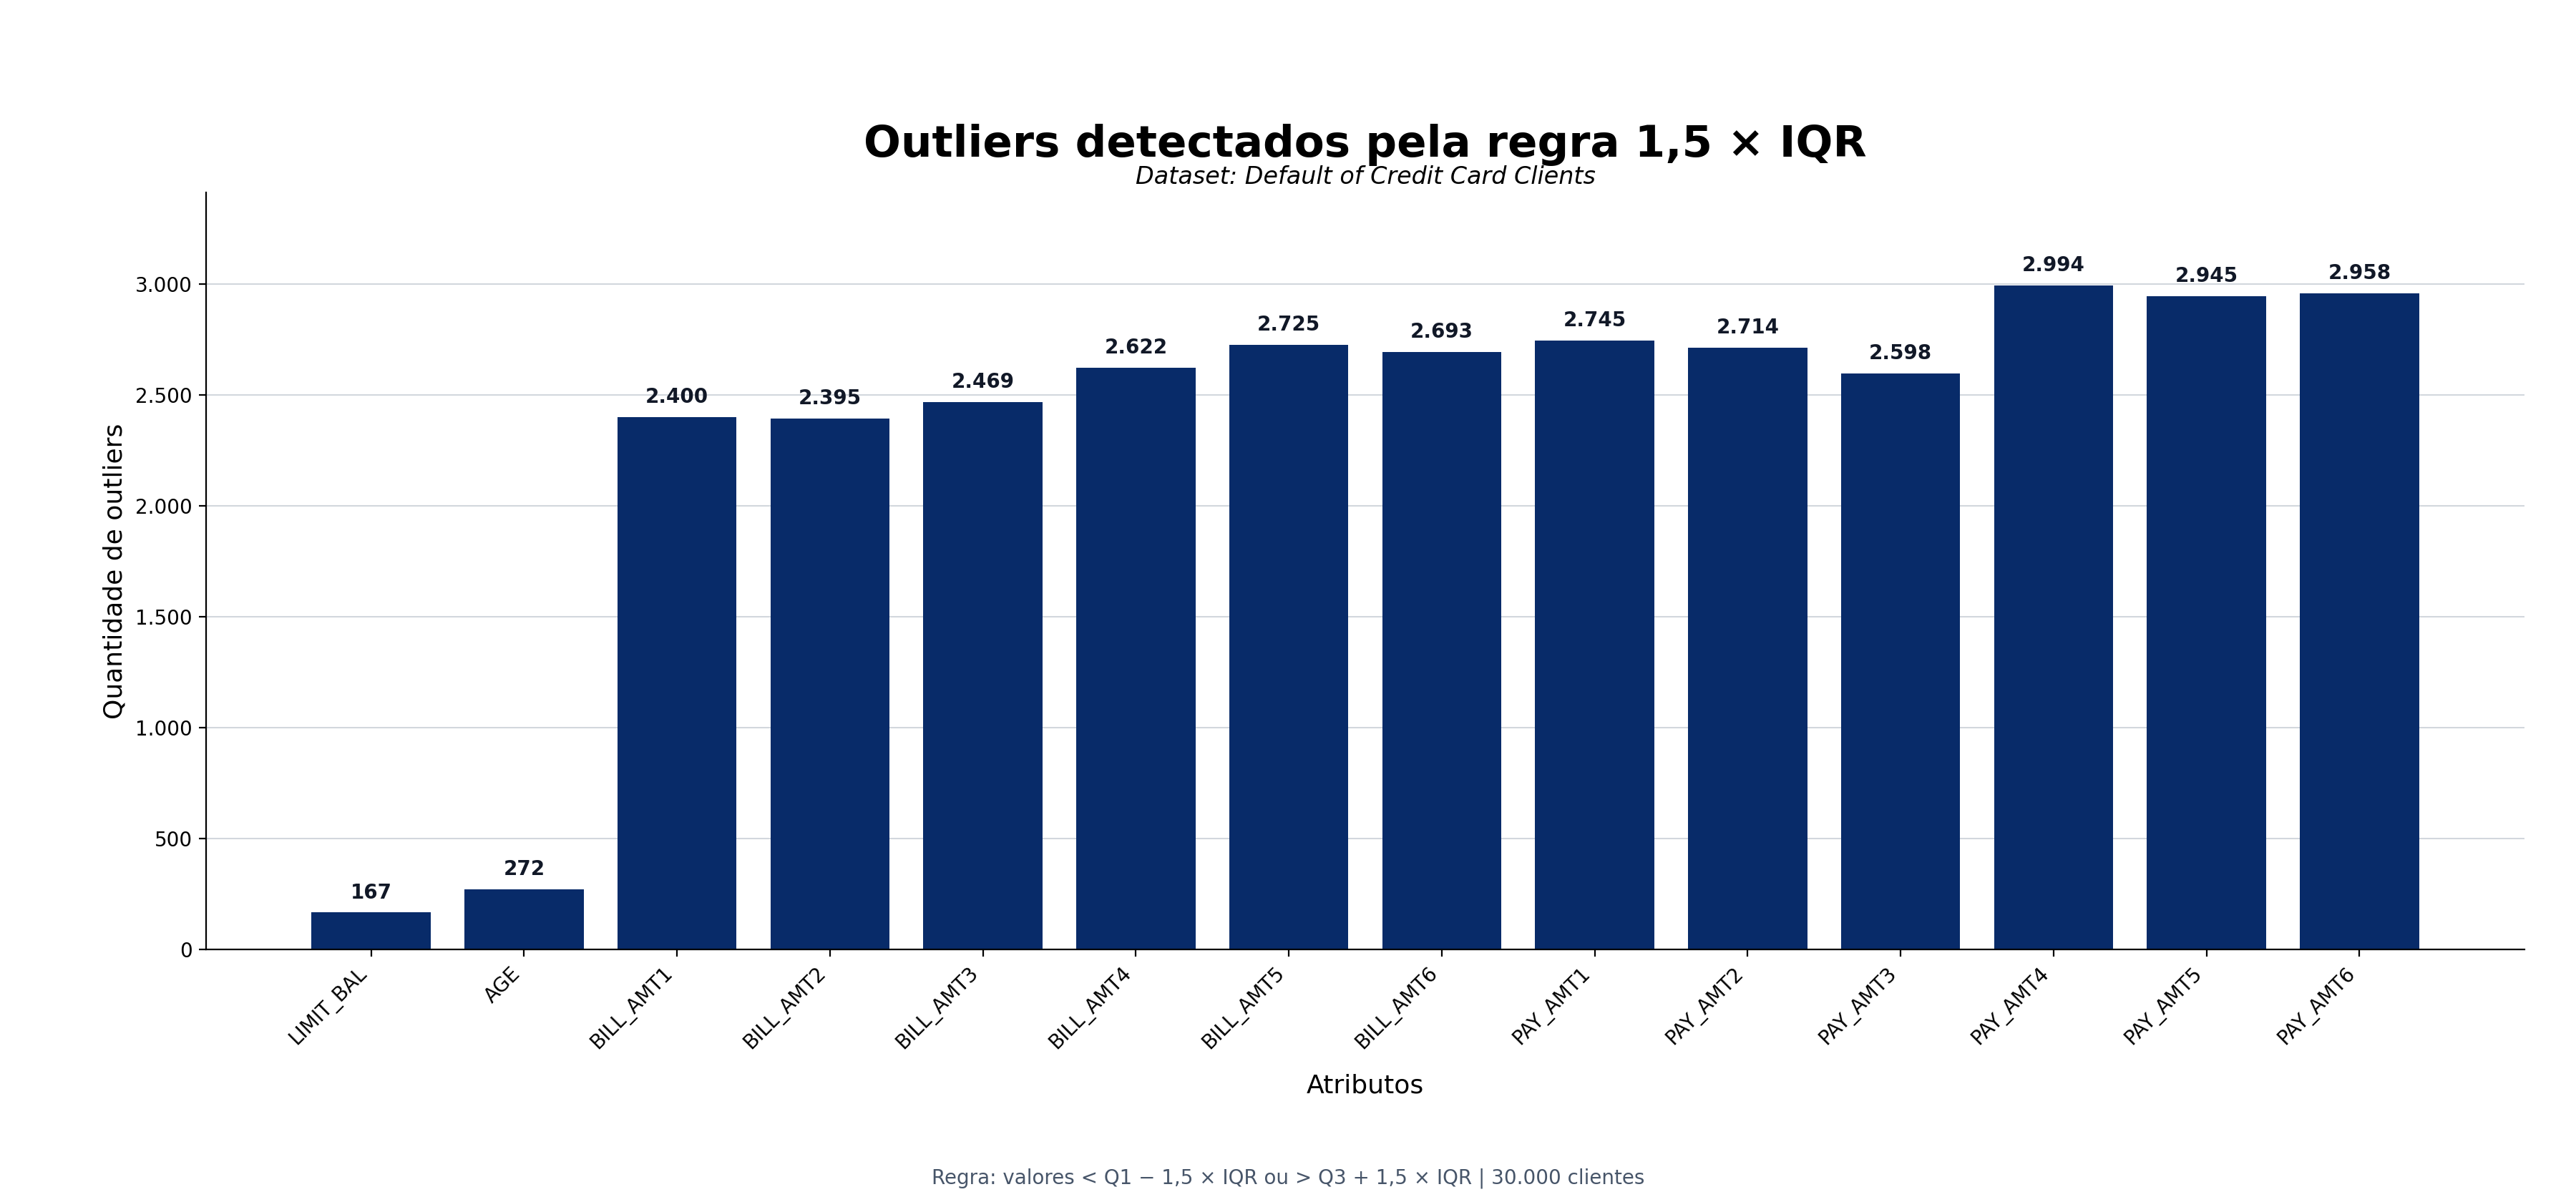 Outliers detectados pela regra 1,5 × IQR
Dataset: Default of Credit Card Clients
Quantidade de outliers
3.000
2.500
2.000
1.500
1.000
500
0
167
272
2.400
2.395
2.469
2.622
2.725
2.693
2.745
2.714
2.598
2.994
2.945
2.958
LIMIT_BAL
AGE
BILL_AMT1
BILL_AMT2
BILL_AMT3
BILL_AMT4
BILL_AMT5
BILL_AMT6
PAY_AMT1
PAY_AMT2
PAY_AMT3
PAY_AMT4
PAY_AMT5
PAY_AMT6
Atributos
Regra: valores < Q1 − 1,5 × IQR ou > Q3 + 1,5 × IQR | 30.000 clientes